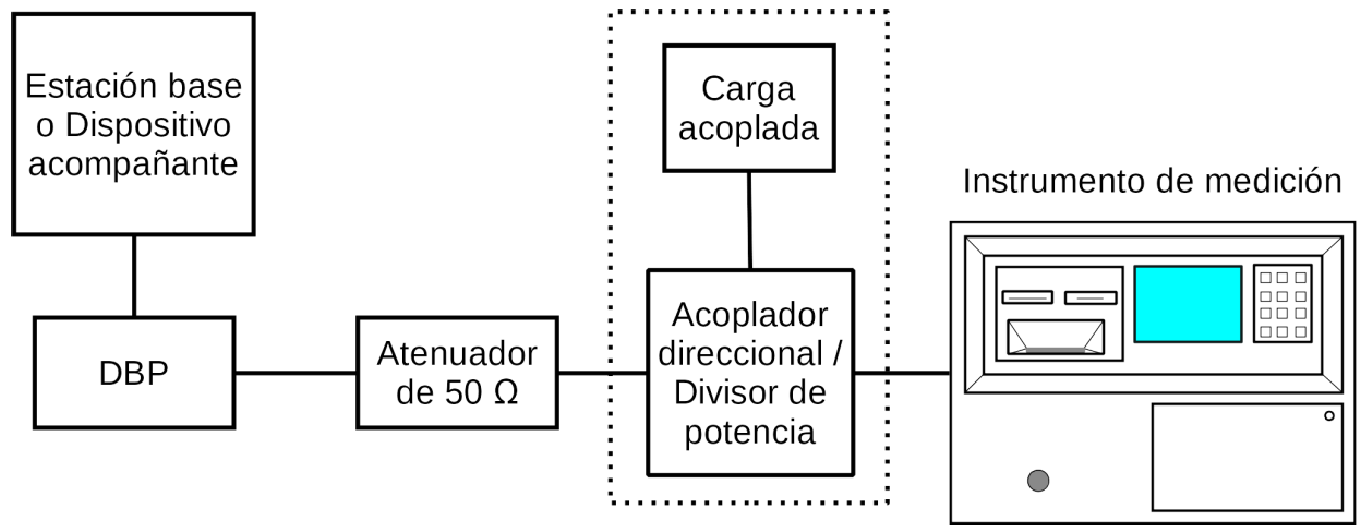 Estación base
o Dispositivo
acompañante
Carga
acoplada
Instrumento de medición
DBP
Atenuador
de 50 Ω
Acoplador
direccional /
Divisor de
potencia